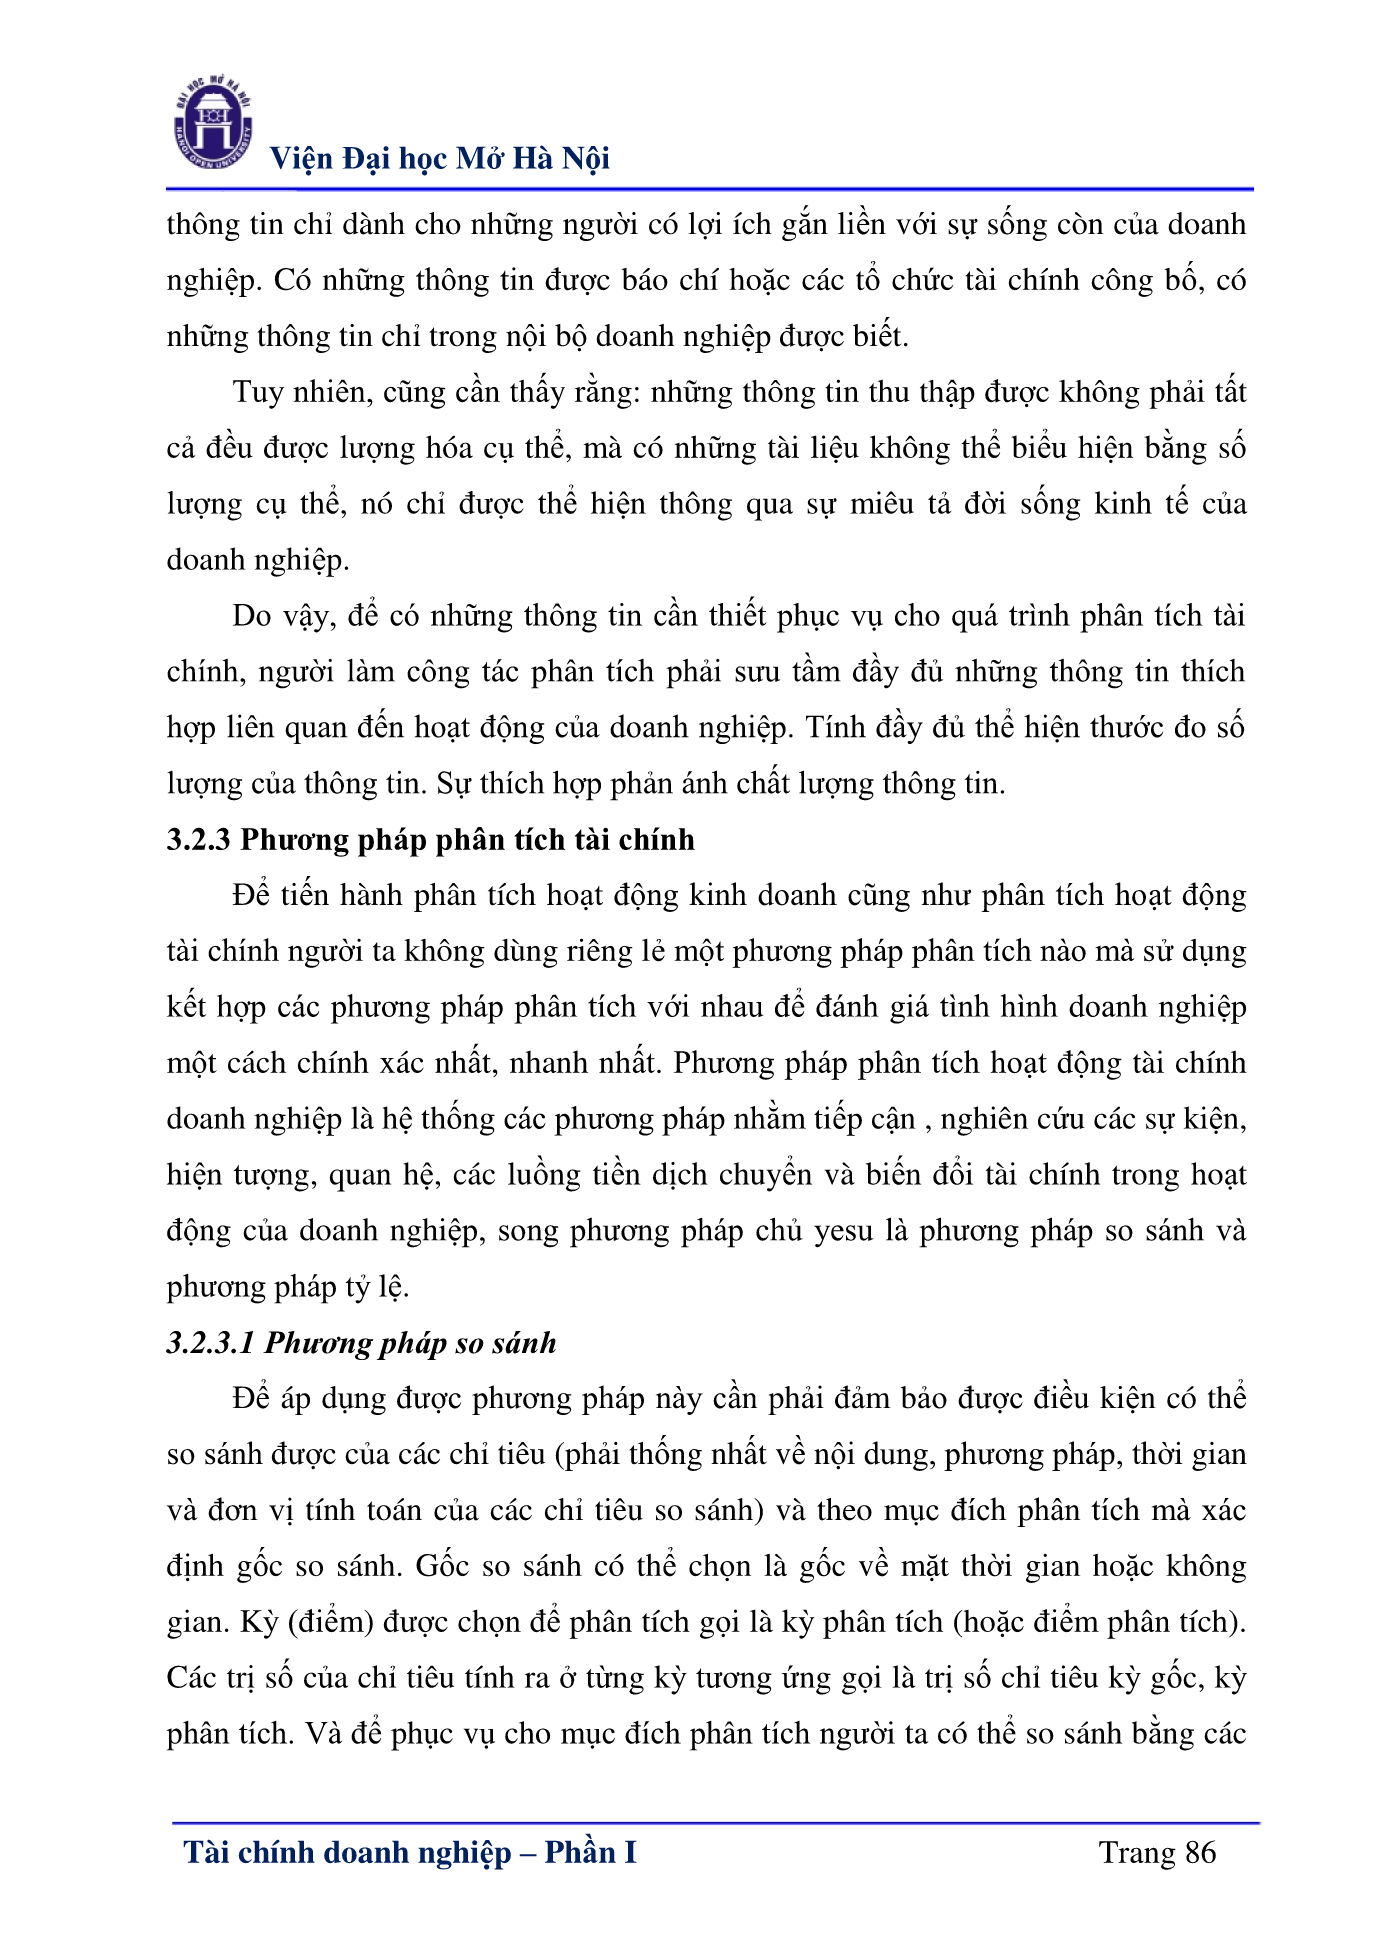 ĐẠI HỌC MỞ HÀ NỘI
HANOI OPEN UNIVERSITY
Viện Đại học Mở Hà Nội
thông tin chỉ dành cho những người có lợi ích gắn liền với sự sống còn của doanh
nghiệp. Có những thông tin được báo chí hoặc các tổ chức tài chính công bố, có
những thông tin chỉ trong nội bộ doanh nghiệp được biết.
Tuy nhiên, cũng cần thấy rằng: những thông tin thu thập được không phải tất
cả đều được lượng hóa cụ thể, mà có những tài liệu không thể biểu hiện bằng số
lượng cụ thể, nó chỉ được thể hiện thông qua sự miêu tả đời sống kinh tế của
doanh nghiệp.
Do vậy, để có những thông tin cần thiết phục vụ cho quá trình phân tích tài
chính, người làm công tác phân tích phải sưu tầm đầy đủ những thông tin thích
hợp liên quan đến hoạt động của doanh nghiệp. Tính đầy đủ thể hiện thước đo số
lượng của thông tin. Sự thích hợp phản ánh chất lượng thông tin.
3.2.3 Phương pháp phân tích tài chính
Để tiến hành phân tích hoạt động kinh doanh cũng như phân tích hoạt động
tài chính người ta không dùng riêng lẻ một phương pháp phân tích nào mà sử dụng
kết hợp các phương pháp phân tích với nhau để đánh giá tình hình doanh nghiệp
một cách chính xác nhất, nhanh nhất. Phương pháp phân tích hoạt động tài chính
doanh nghiệp là hệ thống các phương pháp nhằm tiếp cận , nghiên cứu các sự kiện,
hiện tượng, quan hệ, các luồng tiền dịch chuyển và biến đổi tài chính trong hoạt
động của doanh nghiệp, song phương pháp chủ yesu là phương pháp so sánh và
phương pháp tỷ lệ.
3.2.3.1 Phương pháp so sánh
Để áp dụng được phương pháp này cần phải đảm bảo được điều kiện có thể
so sánh được của các chỉ tiêu (phải thống nhất về nội dung, phương pháp, thời gian
và đơn vị tính toán của các chỉ tiêu so sánh) và theo mục đích phân tích mà xác
định gốc so sánh. Gốc so sánh có thể chọn là gốc về mặt thời gian hoặc không
gian. Kỳ (điểm) được chọn để phân tích gọi là kỳ phân tích (hoặc điểm phân tích).
Các trị số của chỉ tiêu tính ra ở từng kỳ tương ứng gọi là trị số chỉ tiêu kỳ gốc, kỳ
phân tích. Và để phục vụ cho mục đích phân tích người ta có thể so sánh bằng các
Tài chính doanh nghiệp – Phần I
Trang 86